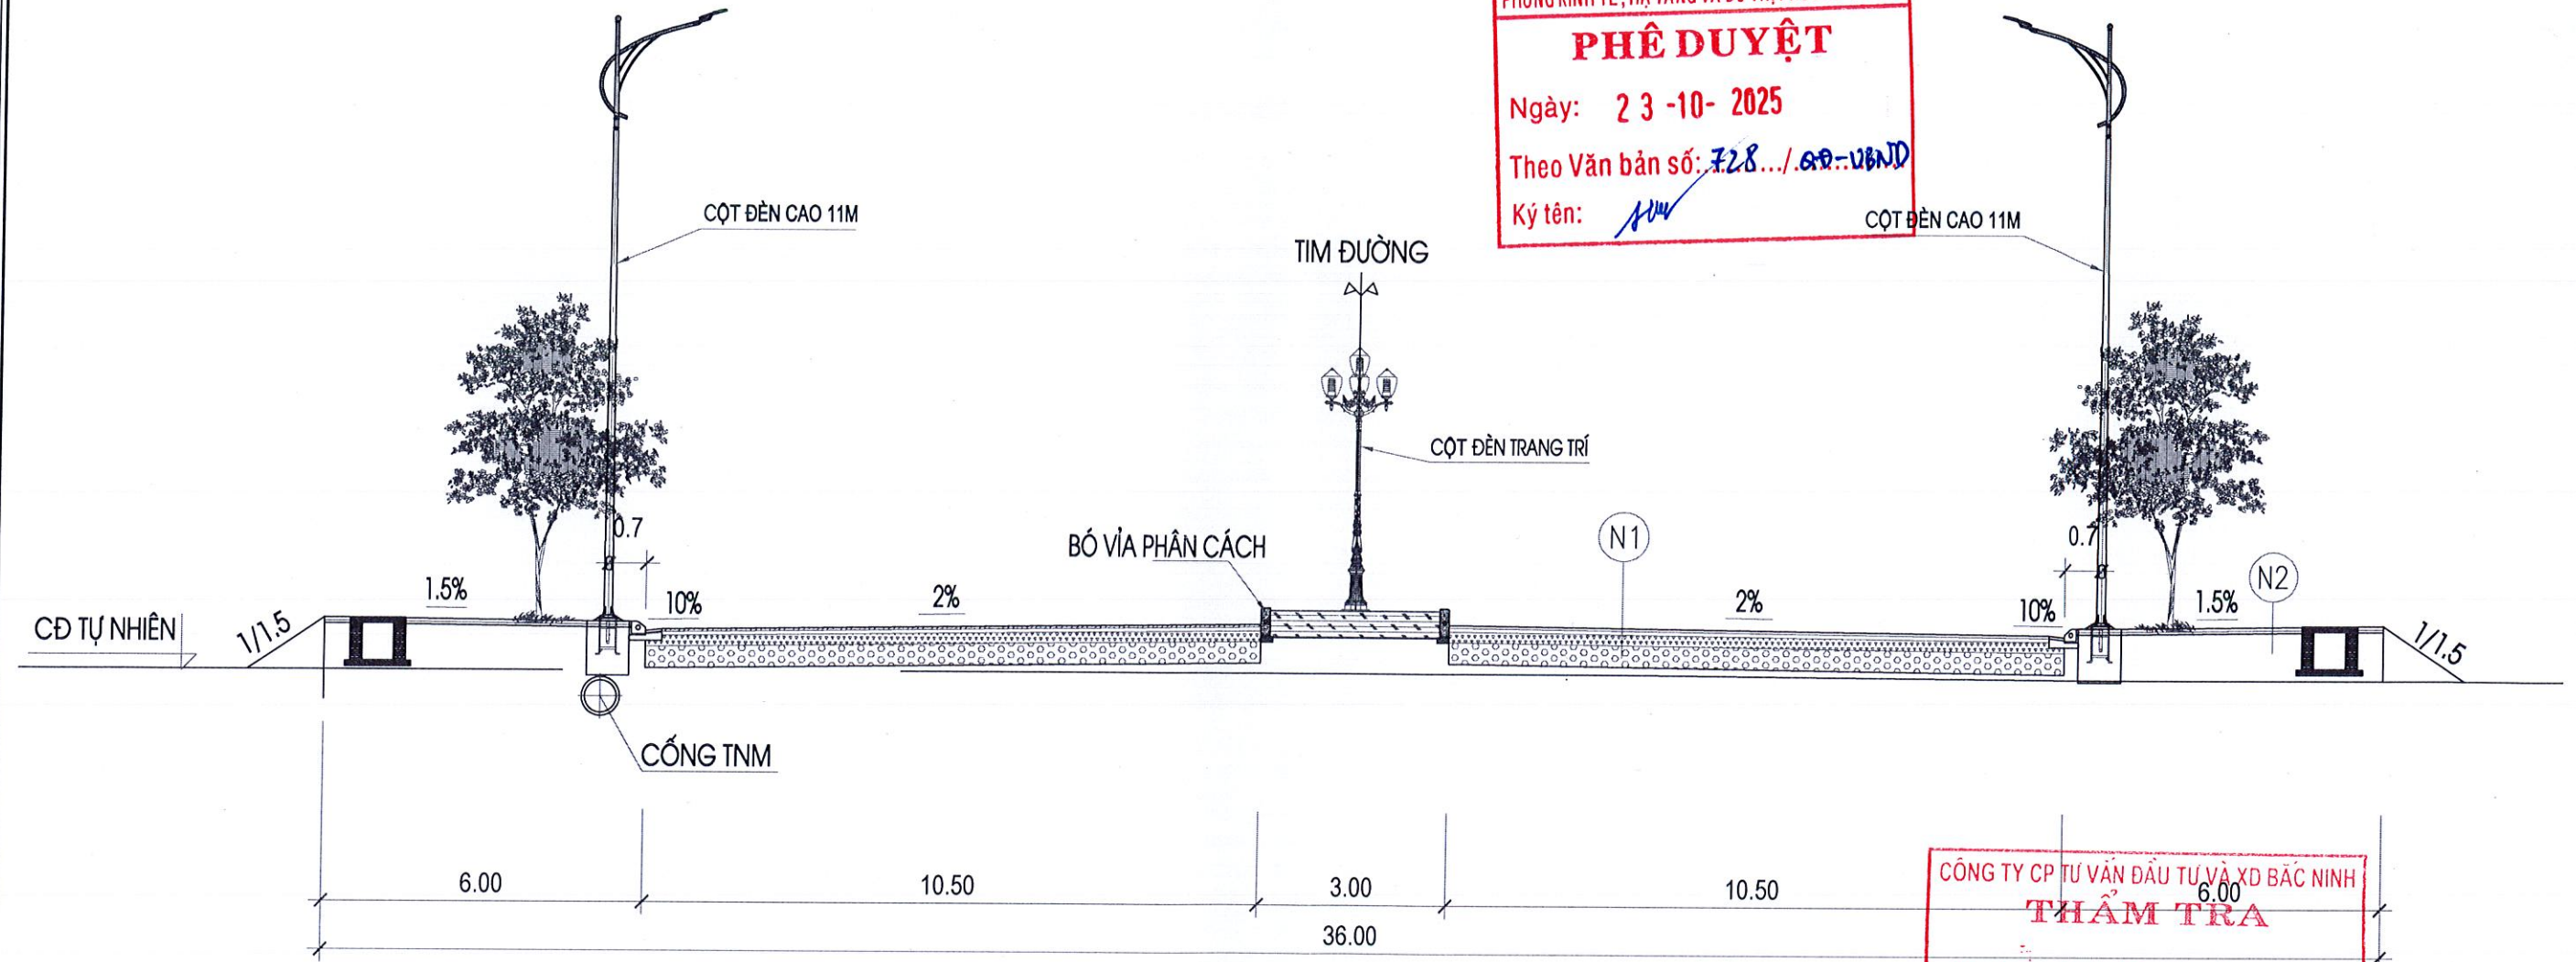 PHÊ DUYỆT
Ngày: 23 -10- 2025
Theo Văn bản số: 728.../.QĐ-UBND
Ký tên:
CỘT ĐÈN CAO 11M
CỘT ĐÈN CAO 11M
TIM ĐƯỜNG
CỘT ĐÈN TRANG TRÍ
0.7
BÓ VỈA PHÂN CÁCH
N1
0.7
N2
CĐ TỰ NHIÊN
1/1.5
1.5%
10%
2%
2%
10%
1.5%
1/1.5
CỐNG TNM
6.00
10.50
3.00
10.50
6.00
36.00
CÔNG TY CP TƯ VẤN ĐẦU TƯ VÀ XD BẮC NINH
THẨM TRA